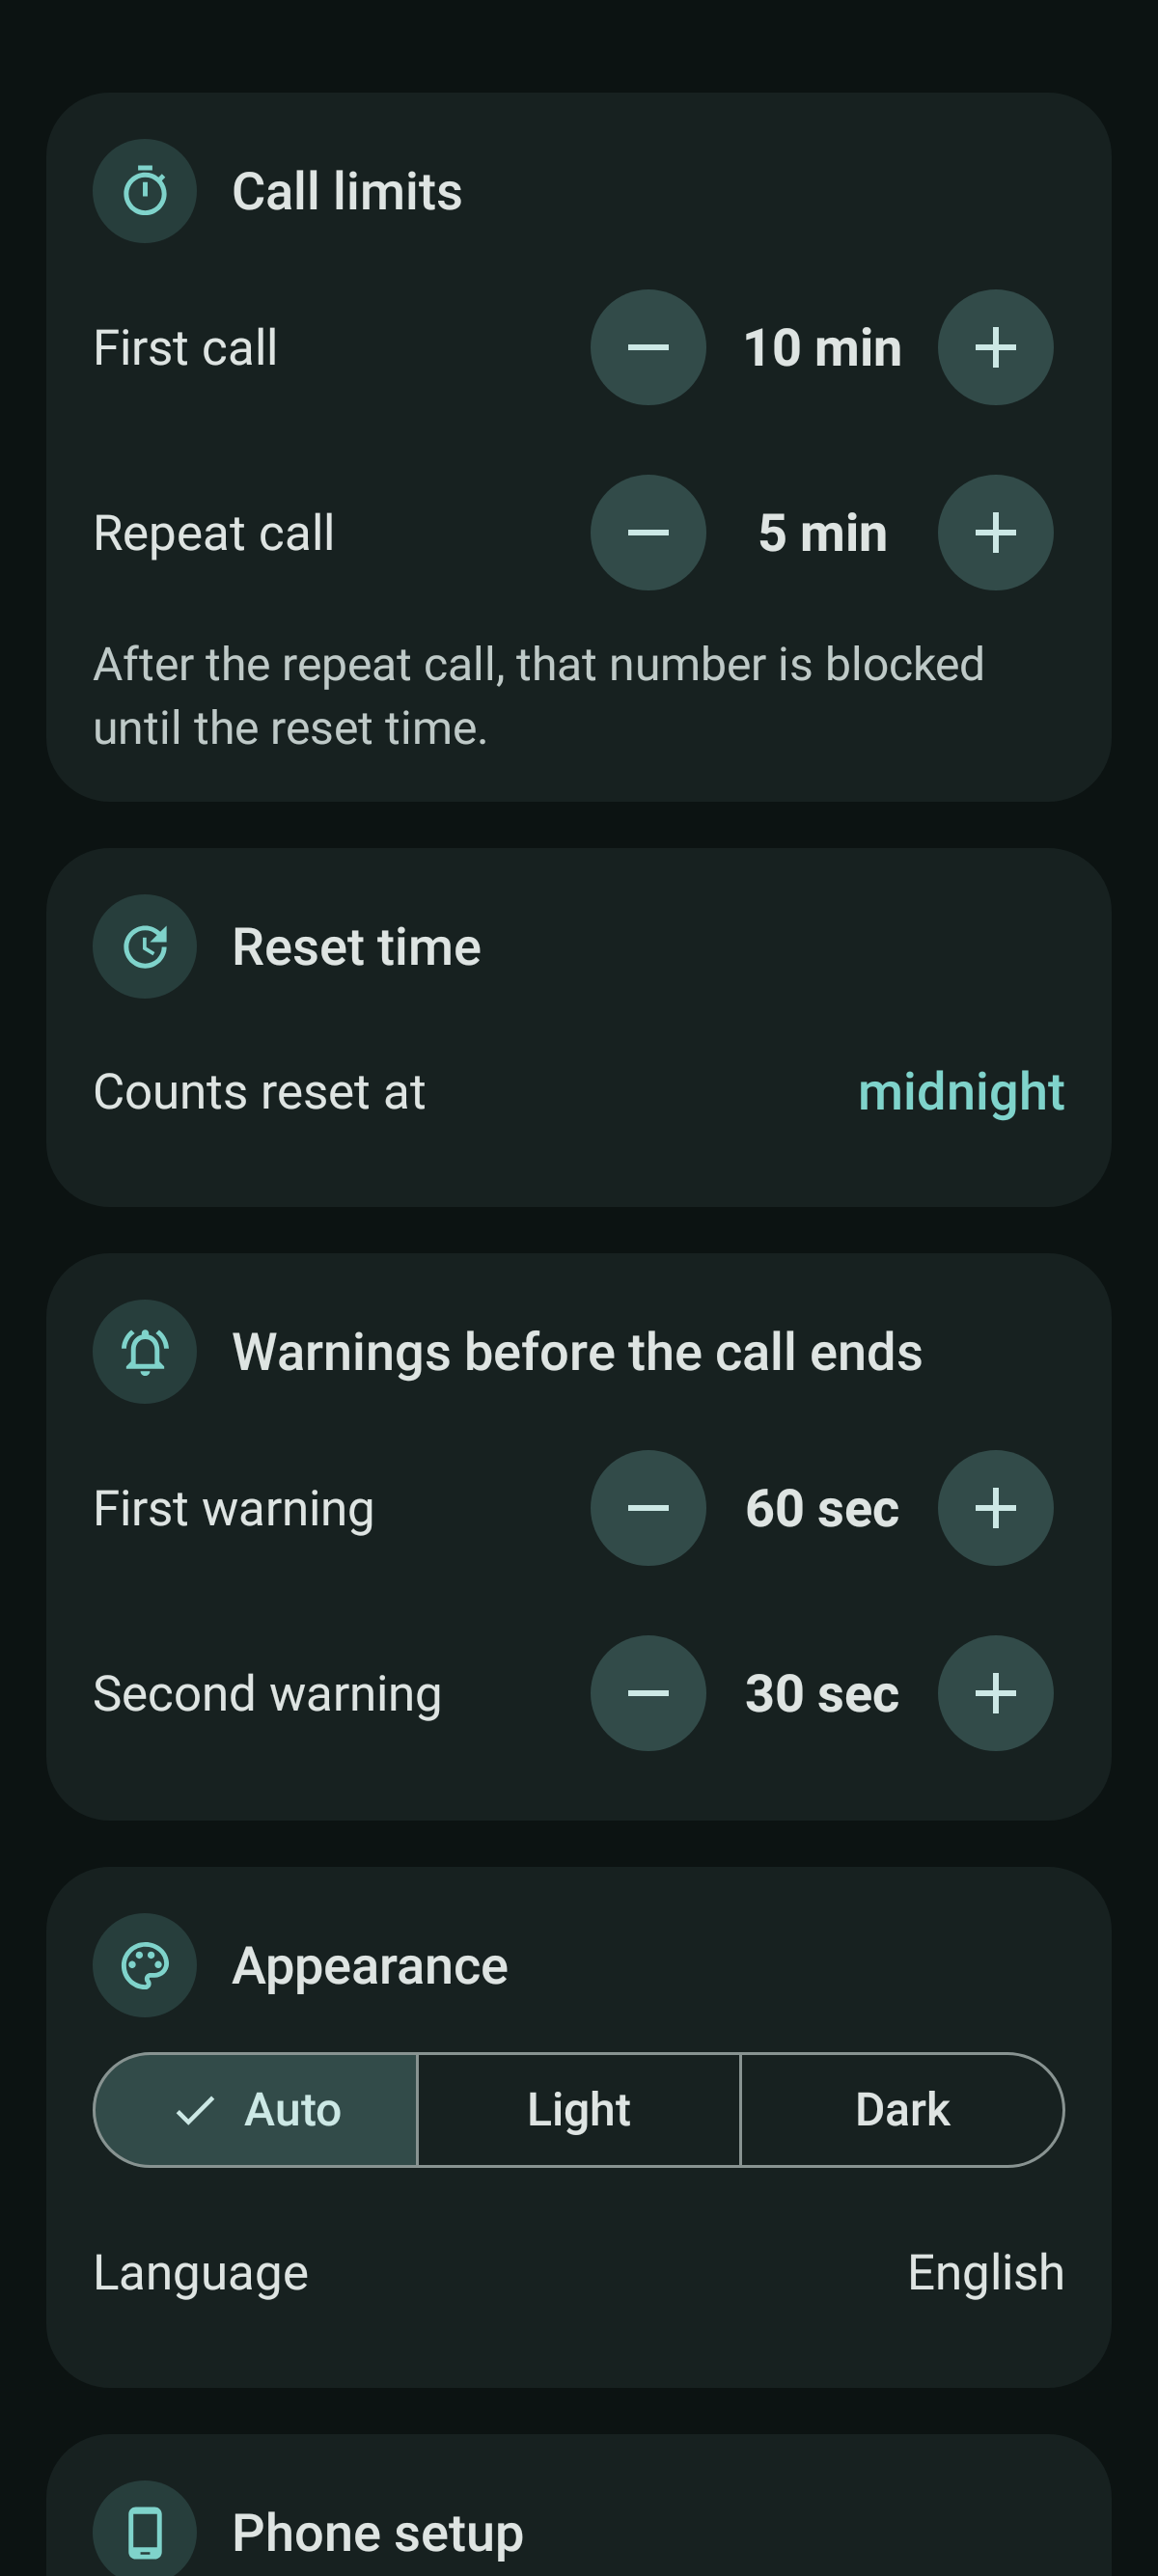 Call limits
First call
10 min
Repeat call
5 min
After the repeat call, that number is blocked
until the reset time.
Reset time
Counts reset at
midnight
Warnings before the call ends
First warning
60 sec
Second warning
30 sec
Appearance
Auto
Light
Dark
Language
English
Phone setup